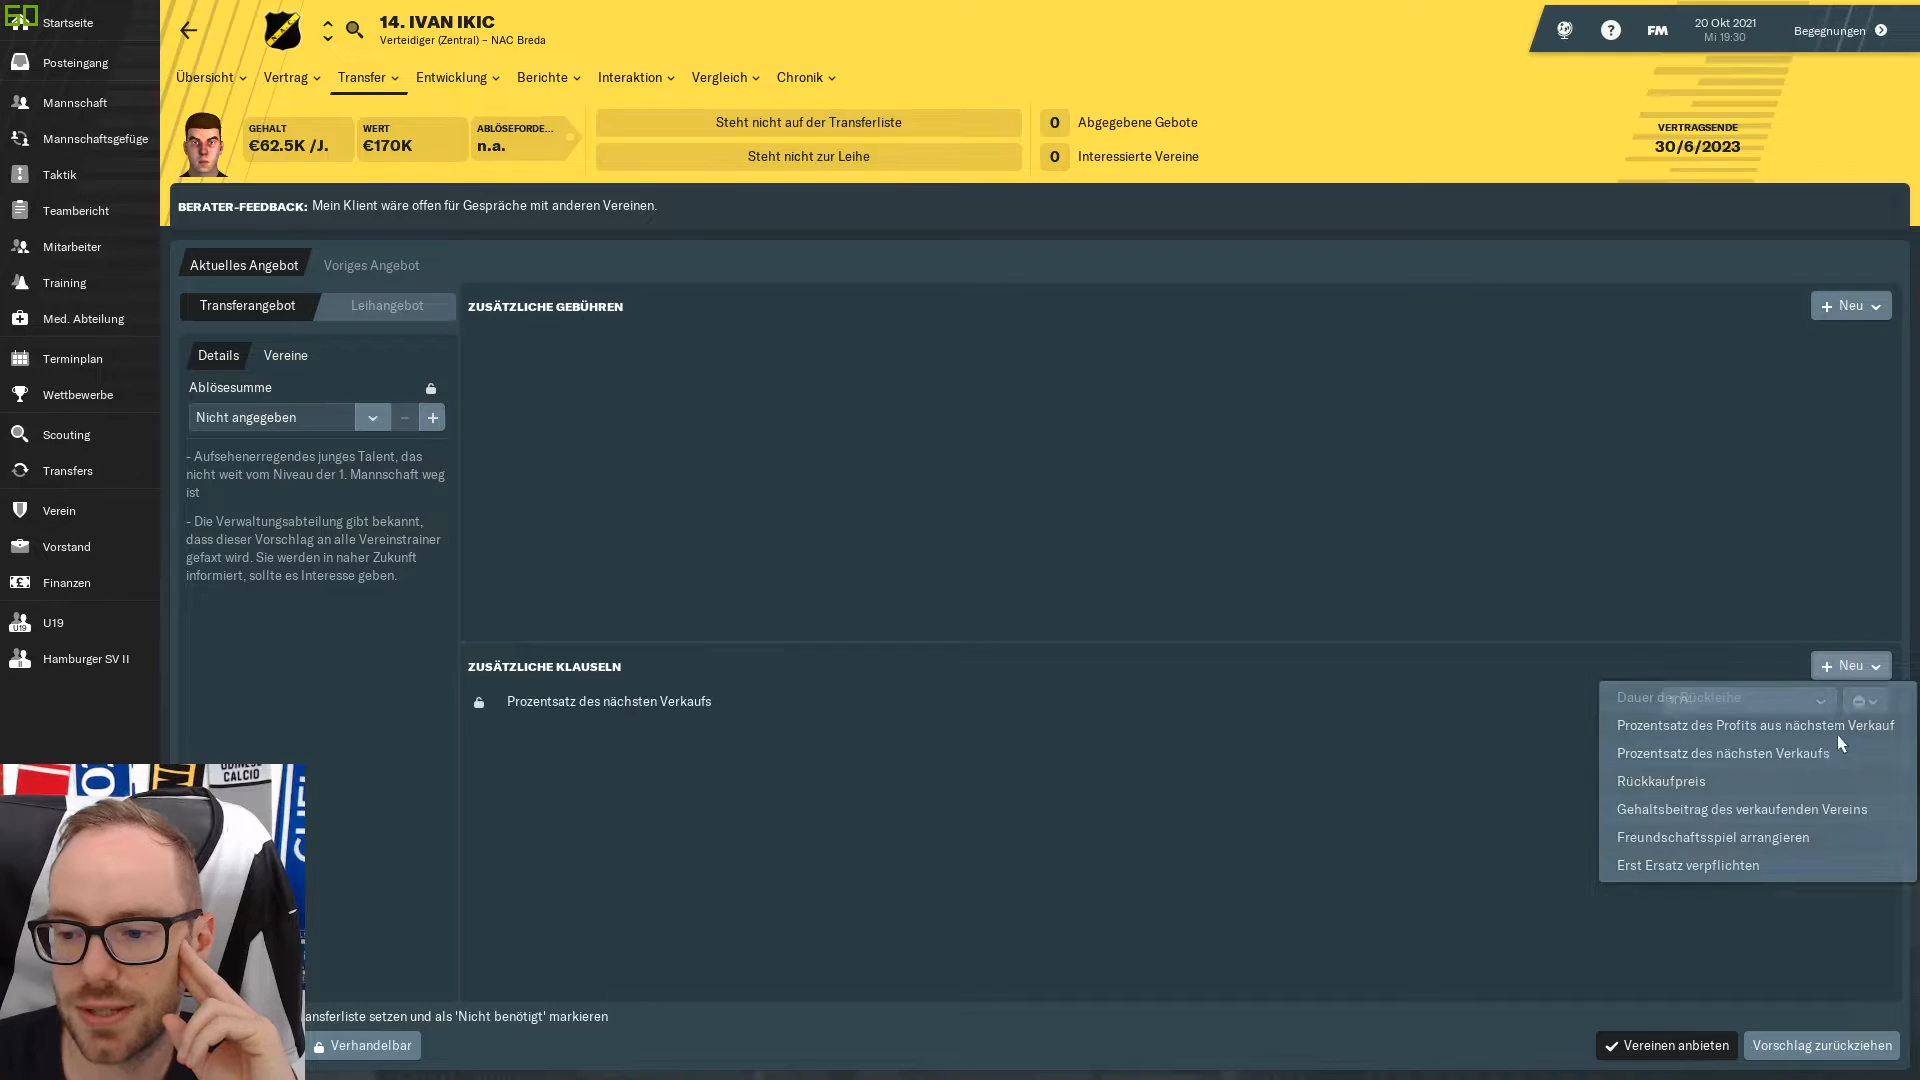 60
Startseite
Posteingang
Mannschaft
Mannschaftsgefüge
Taktik
Teambericht
Mitarbeiter
Training
Med. Abteilung
Terminplan
Wettbewerbe
Scouting
Transfers
Verein
Vorstand
Finanzen
U19
U19
Hamburger SV II
NAC
14. IVAN IKIC
Verteidiger (Zentral) – NAC Breda
?
FM
20 Okt 2021
Mi 19:30
Begegnungen
Übersicht
Vertrag
Transfer
Entwicklung
Berichte
Interaktion
Vergleich
Chronik
GEHALT
€62.5K /J.
WERT
€170K
ABLÖSEFORDE...
n.a.
Steht nicht auf der Transferliste
Steht nicht zur Leihe
0 Abgegebene Gebote
0 Interessierte Vereine
VERTRAGSENDE
30/6/2023
BERATER-FEEDBACK: Mein Klient wäre offen für Gespräche mit anderen Vereinen.
Aktuelles Angebot
Voriges Angebot
Transferangebot
Leihangebot
Details
Vereine
Ablösesumme
Nicht angegeben
- Aufsehenerregendes junges Talent, das
nicht weit vom Niveau der 1. Mannschaft weg
ist
- Die Verwaltungsabteilung gibt bekannt,
dass dieser Vorschlag an alle Vereinstrainer
gefaxt wird. Sie werden in naher Zukunft
informiert, sollte es Interesse geben.
ZUSÄTZLICHE GEBÜHREN
+ Neu
ZUSÄTZLICHE KLAUSELN
+ Neu
Prozentsatz des nächsten Verkaufs
Dauer der Rückleihe
Prozentsatz des Profits aus nächstem Verkauf
Prozentsatz des nächsten Verkaufs
Rückkaufpreis
Gehaltsbeitrag des verkaufenden Vereins
Freundschaftsspiel arrangieren
Erst Ersatz verpflichten
ansferliste setzen und als 'Nicht benötigt' markieren
Verhandelbar
Vereinen anbieten
Vorschlag zurückziehen
CALCIO